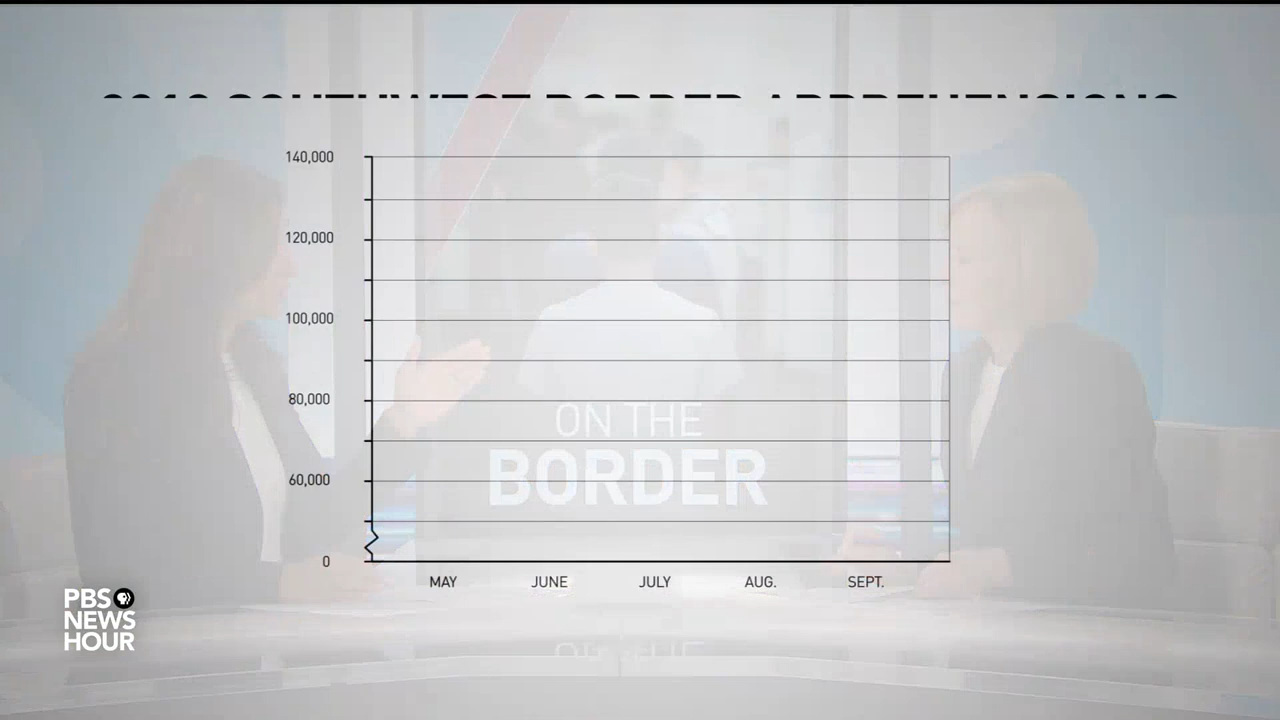 140,000
120,000
100,000
80,000
60,000
0
MAY JUNE JULY AUG. SEPT.
ON THE
BORDER
PBS
NEWS
HOUR